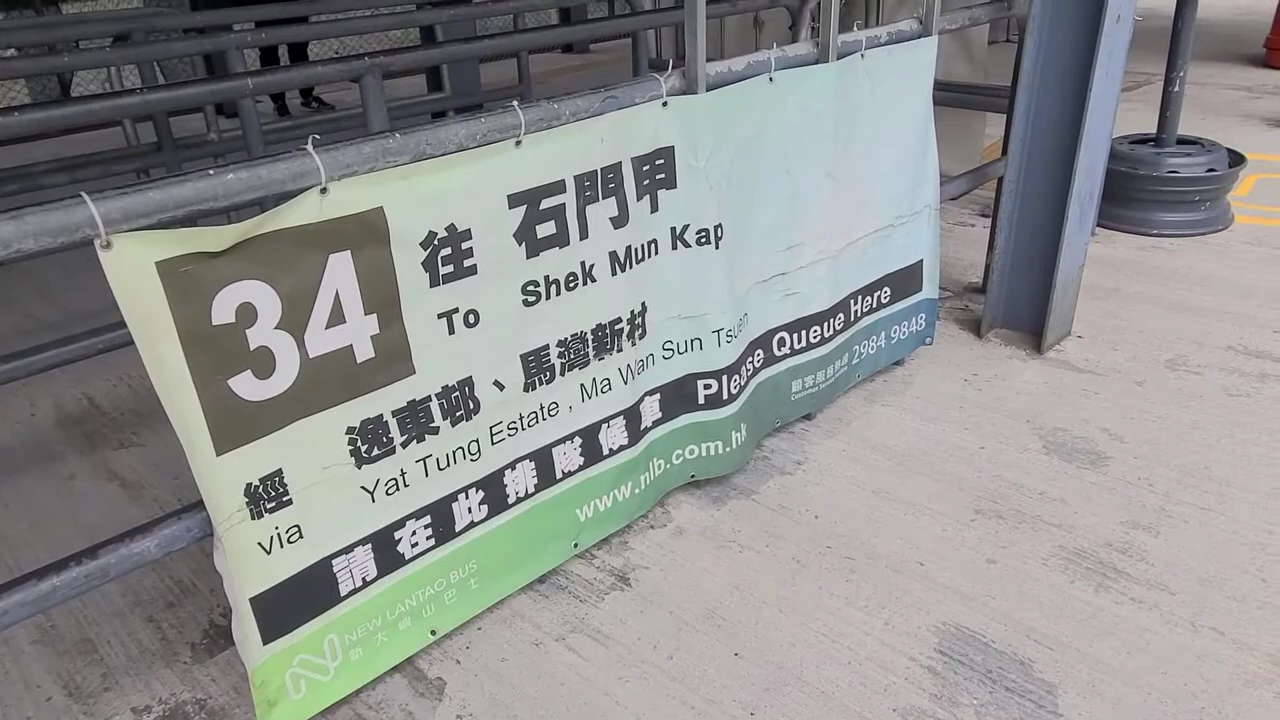 34
往 石門甲
To Shek Mun Kap
經 逸東邨、馬灣新村
via Yat Tung Estate , Ma Wan Sun Tsuen
請在此排隊候車 Please Queue Here
NEW LANTAO BUS
新大嶼山巴士
www.nlb.com.hk
顧客服務熱線 2984 9848
Customer Service Hotline